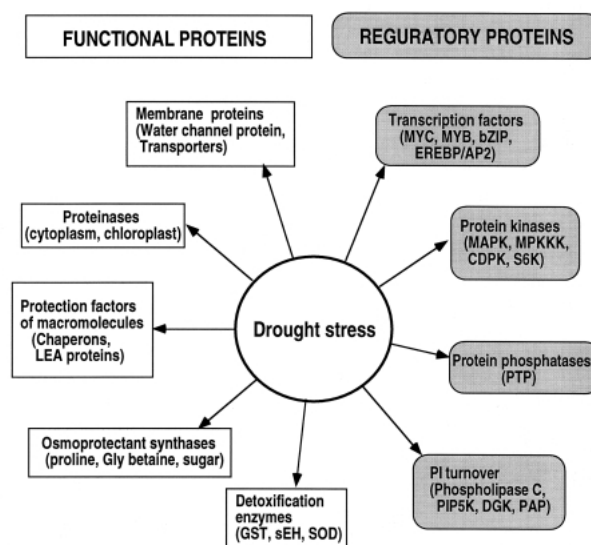 FUNCTIONAL PROTEINS
REGURATORY PROTEINS
Membrane proteins
(Water channel protein,
Transporters)
Transcription factors
(MYC, MYB, bZIP,
EREBP/AP2)
Proteinases
(cytoplasm, chloroplast)
Protein kinases
(MAPK, MPKKK,
CDPK, S6K)
Protection factors
of macromolecules
(Chaperons,
LEA proteins)
Drought stress
Protein phosphatases
(PTP)
Osmoprotectant synthases
(proline, Gly betaine, sugar)
PI turnover
(Phospholipase C,
PIP5K, DGK, PAP)
Detoxification
enzymes
(GST, sEH, SOD)